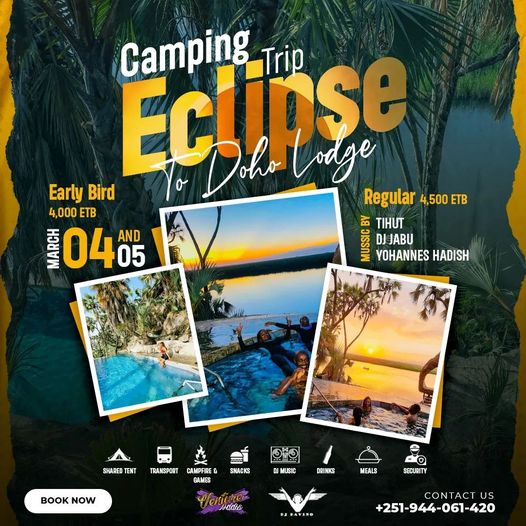 Camping Trip
Eclipse
To Doho Lodge
Early Bird
4,000 ETB
Regular 4,500 ETB
MARCH 04 AND 05
MUSSIC BY
TIHUT
DJ JABU
YOHANNES HADISH
SHARED TENT
TRANSPORT
CAMPFIRE & GAMES
SNACKS
DJ MUSIC
DRINKS
MEALS
SECURITY
BOOK NOW
Venture
CONTACT US
+251-944-061-420